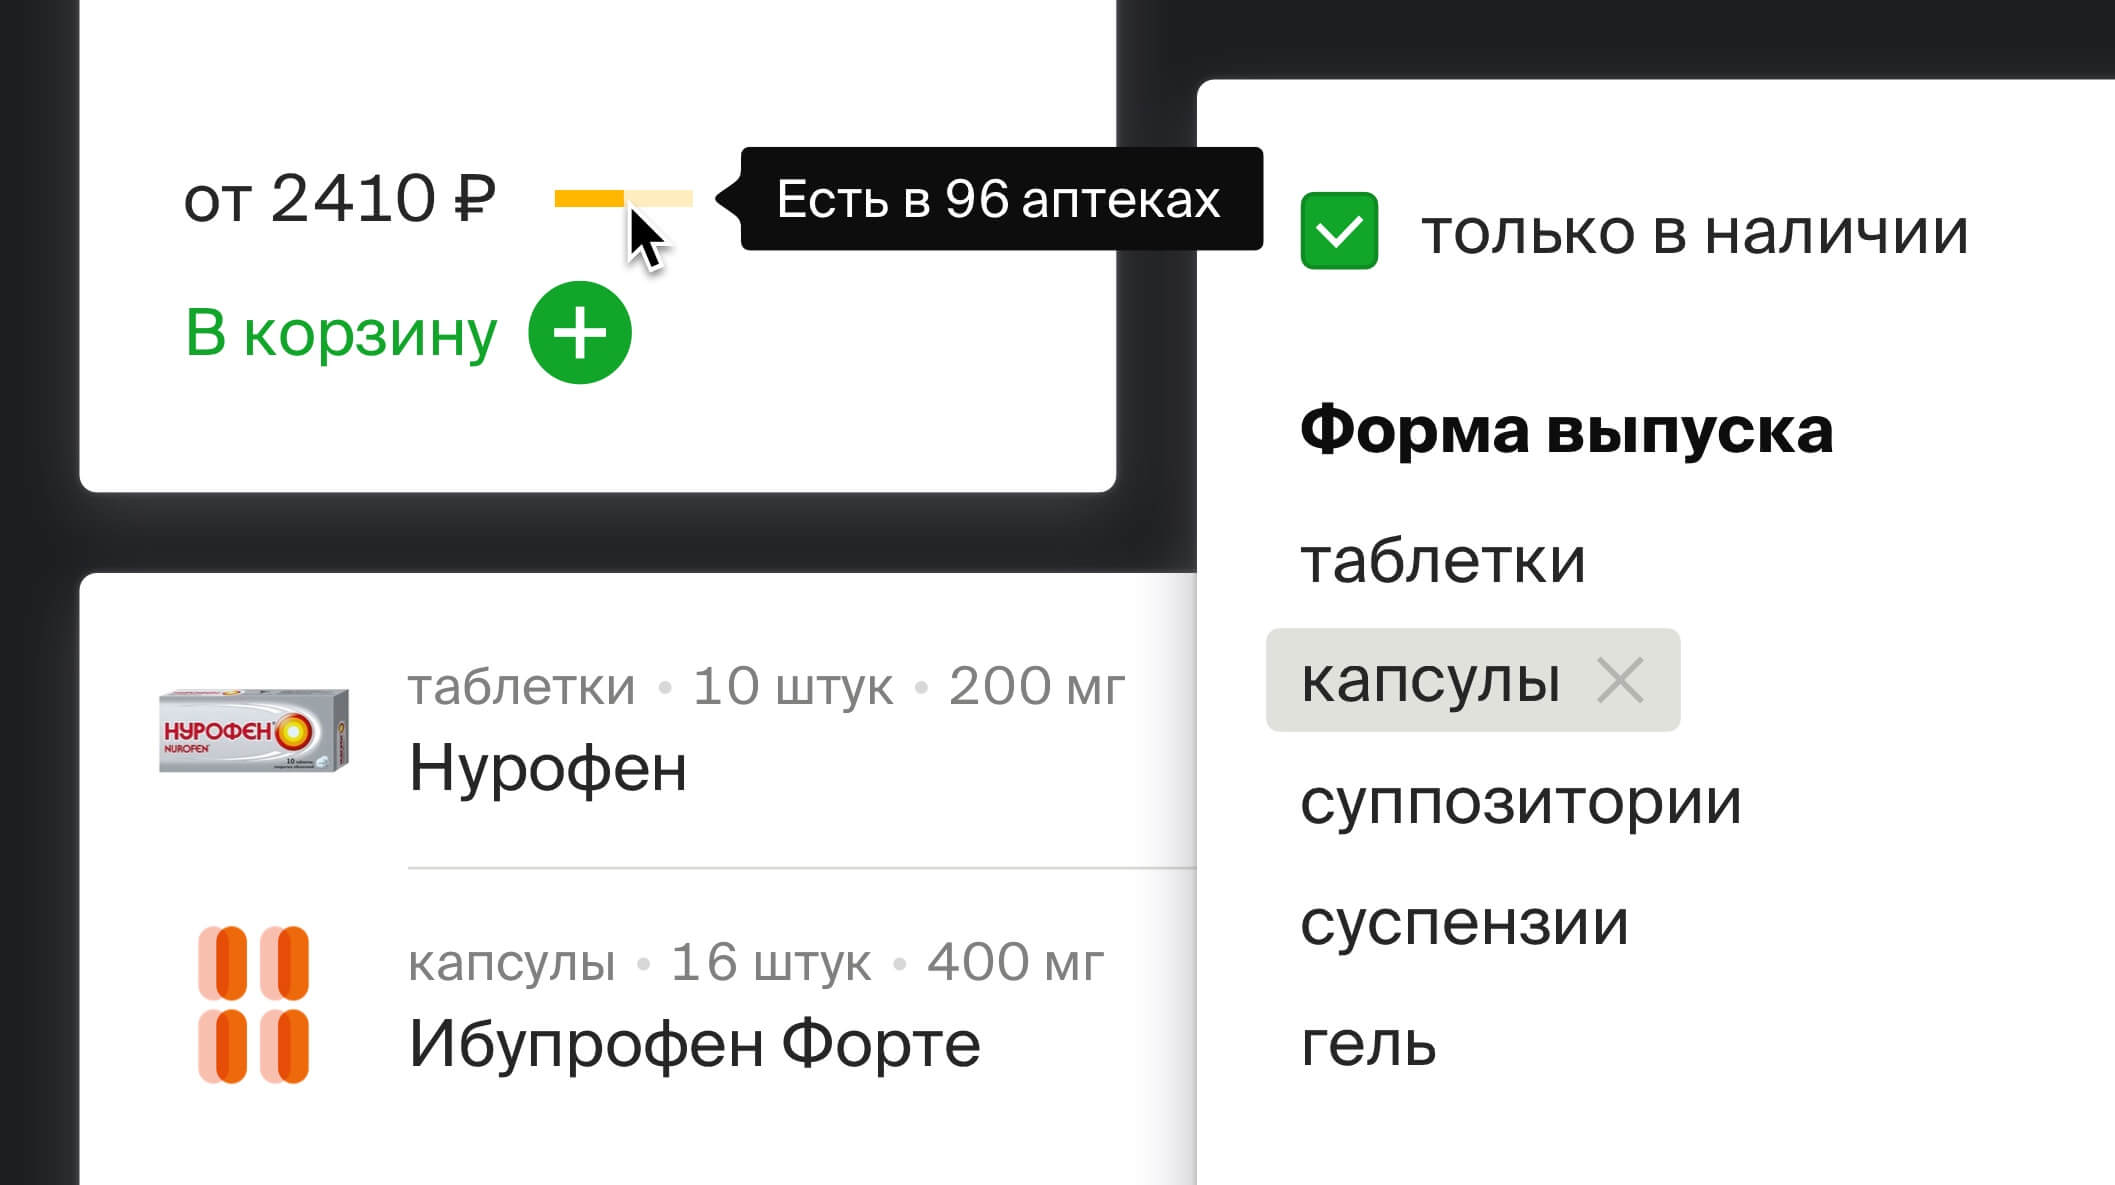 от 2410 ₽
Есть в 96 аптеках
В корзину
таблетки • 10 штук • 200 мг
НУРОФЕН
NUROFEN
Нурофен
капсулы • 16 штук • 400 мг
Ибупрофен Форте
только в наличии
Форма выпуска
таблетки
капсулы
суппозитории
суспензии
гель